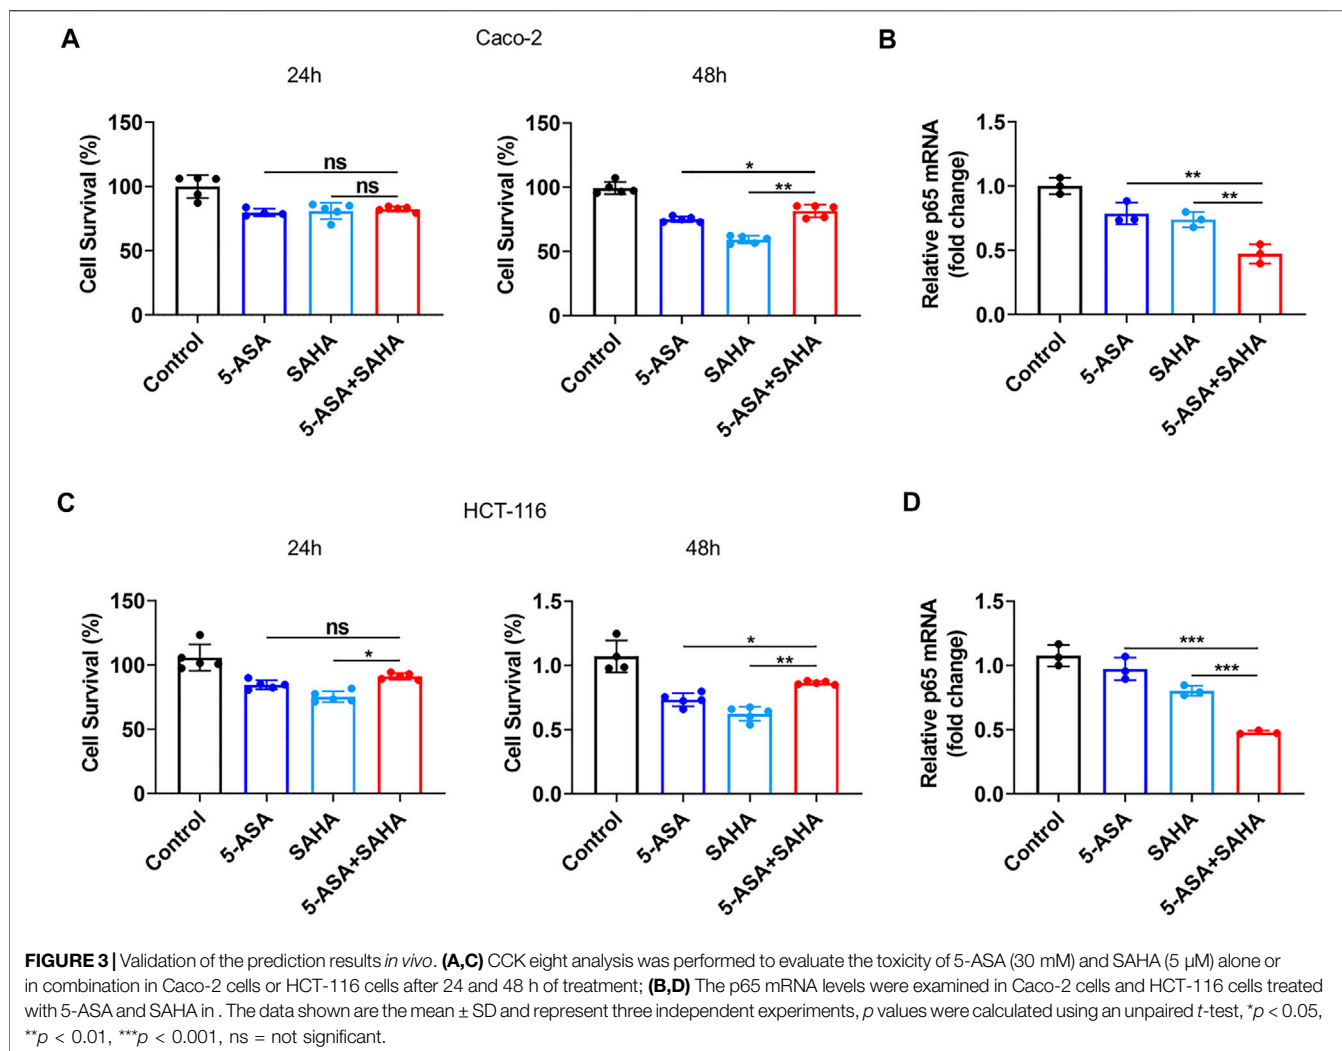 A
Caco-2
B
24h
48h
Cell Survival (%)
150
100
50
0
ns
ns
Control
5-ASA
SAHA
5-ASA+SAHA
Cell Survival (%)
150
100
50
0
*
**
Control
5-ASA
SAHA
5-ASA+SAHA
Relative p65 mRNA
(fold change)
1.5
1.0
0.5
0.0
**
**
Control
5-ASA
SAHA
5-ASA+SAHA
C
HCT-116
D
24h
48h
Cell Survival (%)
150
100
50
0
ns
*
Control
5-ASA
SAHA
5-ASA+SAHA
Cell Survival (%)
1.5
1.0
0.5
0.0
*
**
Control
5-ASA
SAHA
5-ASA+SAHA
Relative p65 mRNA
(fold change)
1.5
1.0
0.5
0.0
***
***
Control
5-ASA
SAHA
5-ASA+SAHA
FIGURE 3 | Validation of the prediction results in vivo. (A,C) CCK eight analysis was performed to evaluate the toxicity of 5-ASA (30 mM) and SAHA (5 µM) alone or
in combination in Caco-2 cells or HCT-116 cells after 24 and 48 h of treatment; (B,D) The p65 mRNA levels were examined in Caco-2 cells and HCT-116 cells treated
with 5-ASA and SAHA in . The data shown are the mean ± SD and represent three independent experiments, p values were calculated using an unpaired t-test, *p < 0.05,
**p < 0.01, ***p < 0.001, ns = not significant.